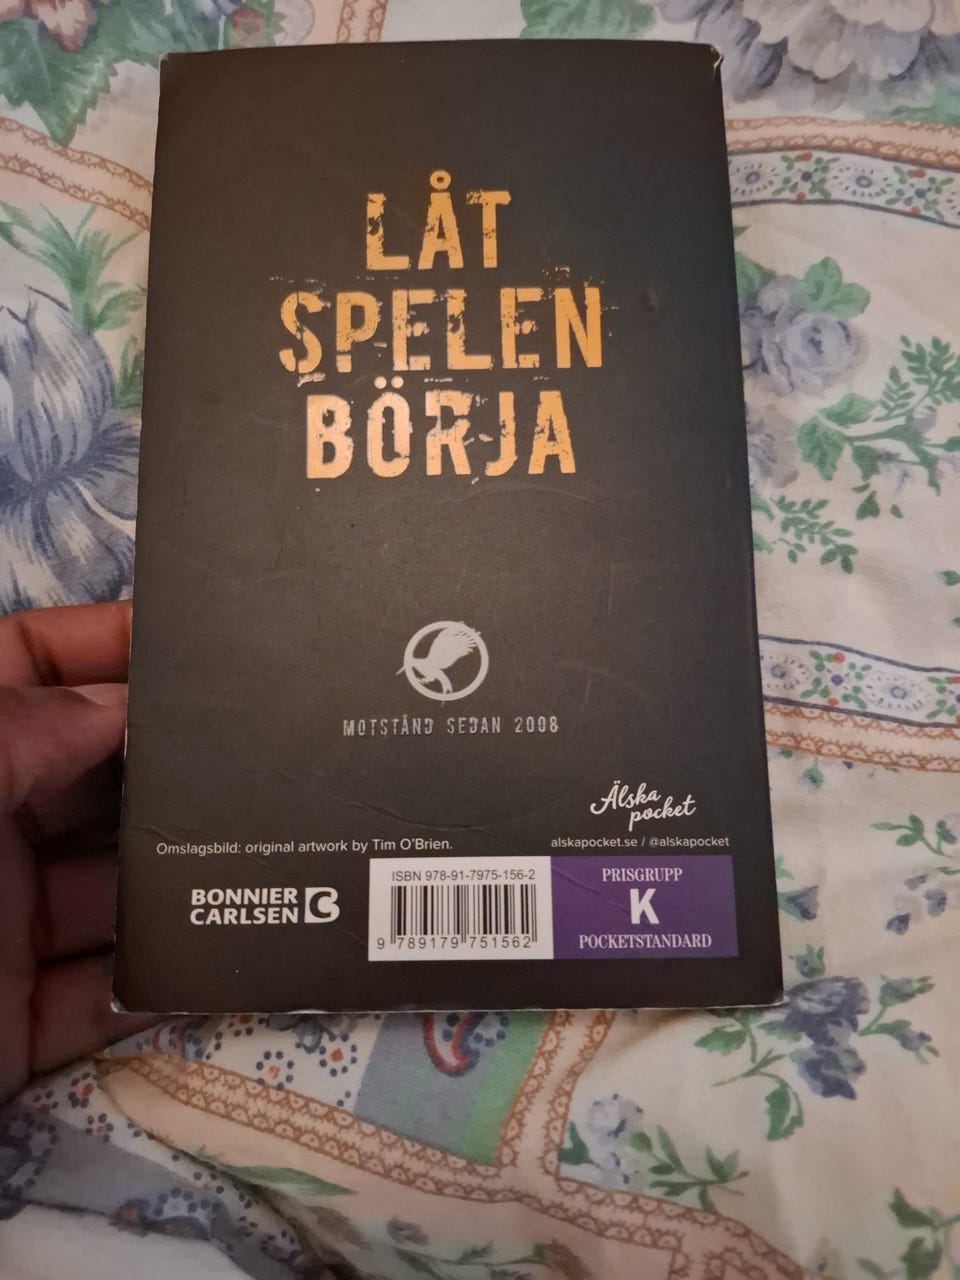 LÅT
SPELEN
BÖRJA
MOTSTÅND SEDAN 2008
Älska
pocket
Omslagsbild: original artwork by Tim O'Brien.
alskapocket.se / @alskapocket
BONNIER
CARLSEN
ISBN 978-91-7975-156-2
9 789179 751562
PRISGRUPP
K
POCKETSTANDARD